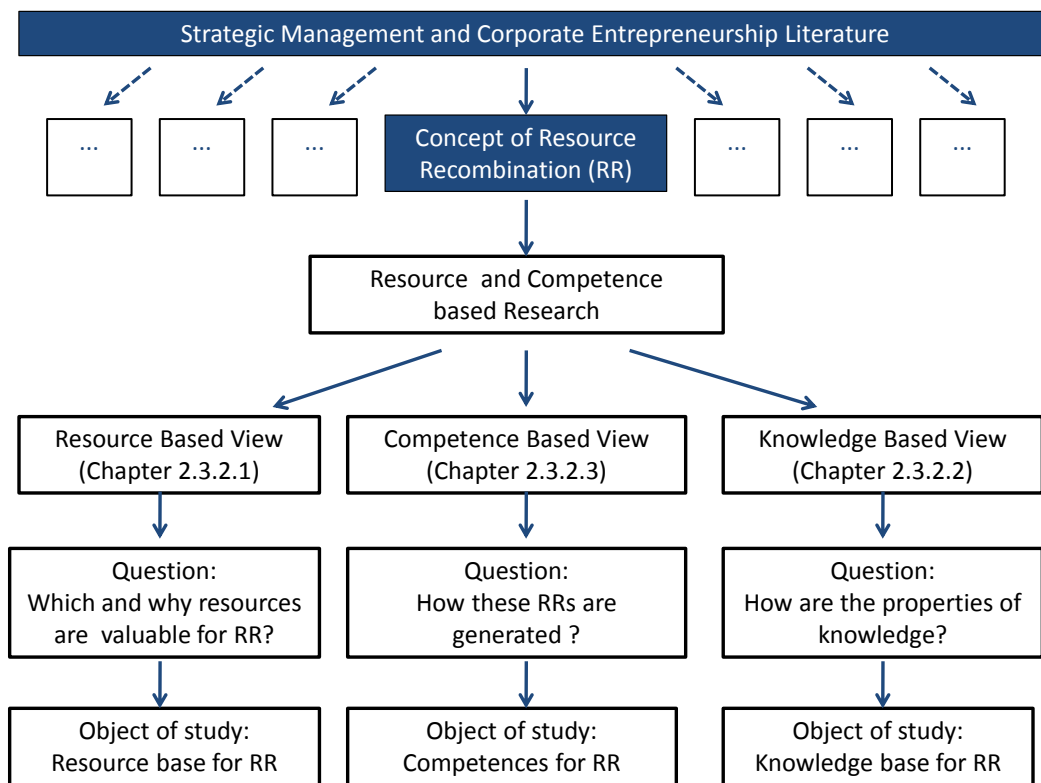 Strategic Management and Corporate Entrepreneurship Literature
...
...
...
Concept of Resource
Recombination (RR)
...
...
...
Resource and Competence
based Research
Resource Based View
(Chapter 2.3.2.1)
Competence Based View
(Chapter 2.3.2.3)
Knowledge Based View
(Chapter 2.3.2.2)
Question:
Which and why resources
are valuable for RR?
Question:
How these RRs are
generated ?
Question:
How are the properties of
knowledge?
Object of study:
Resource base for RR
Object of study:
Competences for RR
Object of study:
Knowledge base for RR